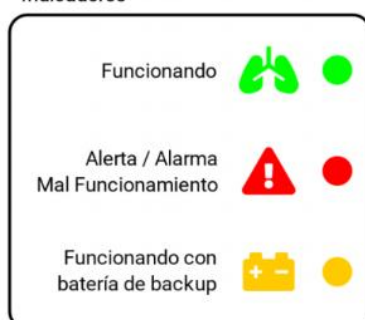 Funcionando
Alerta / Alarma
Mal Funcionamiento
Funcionando con
batería de backup